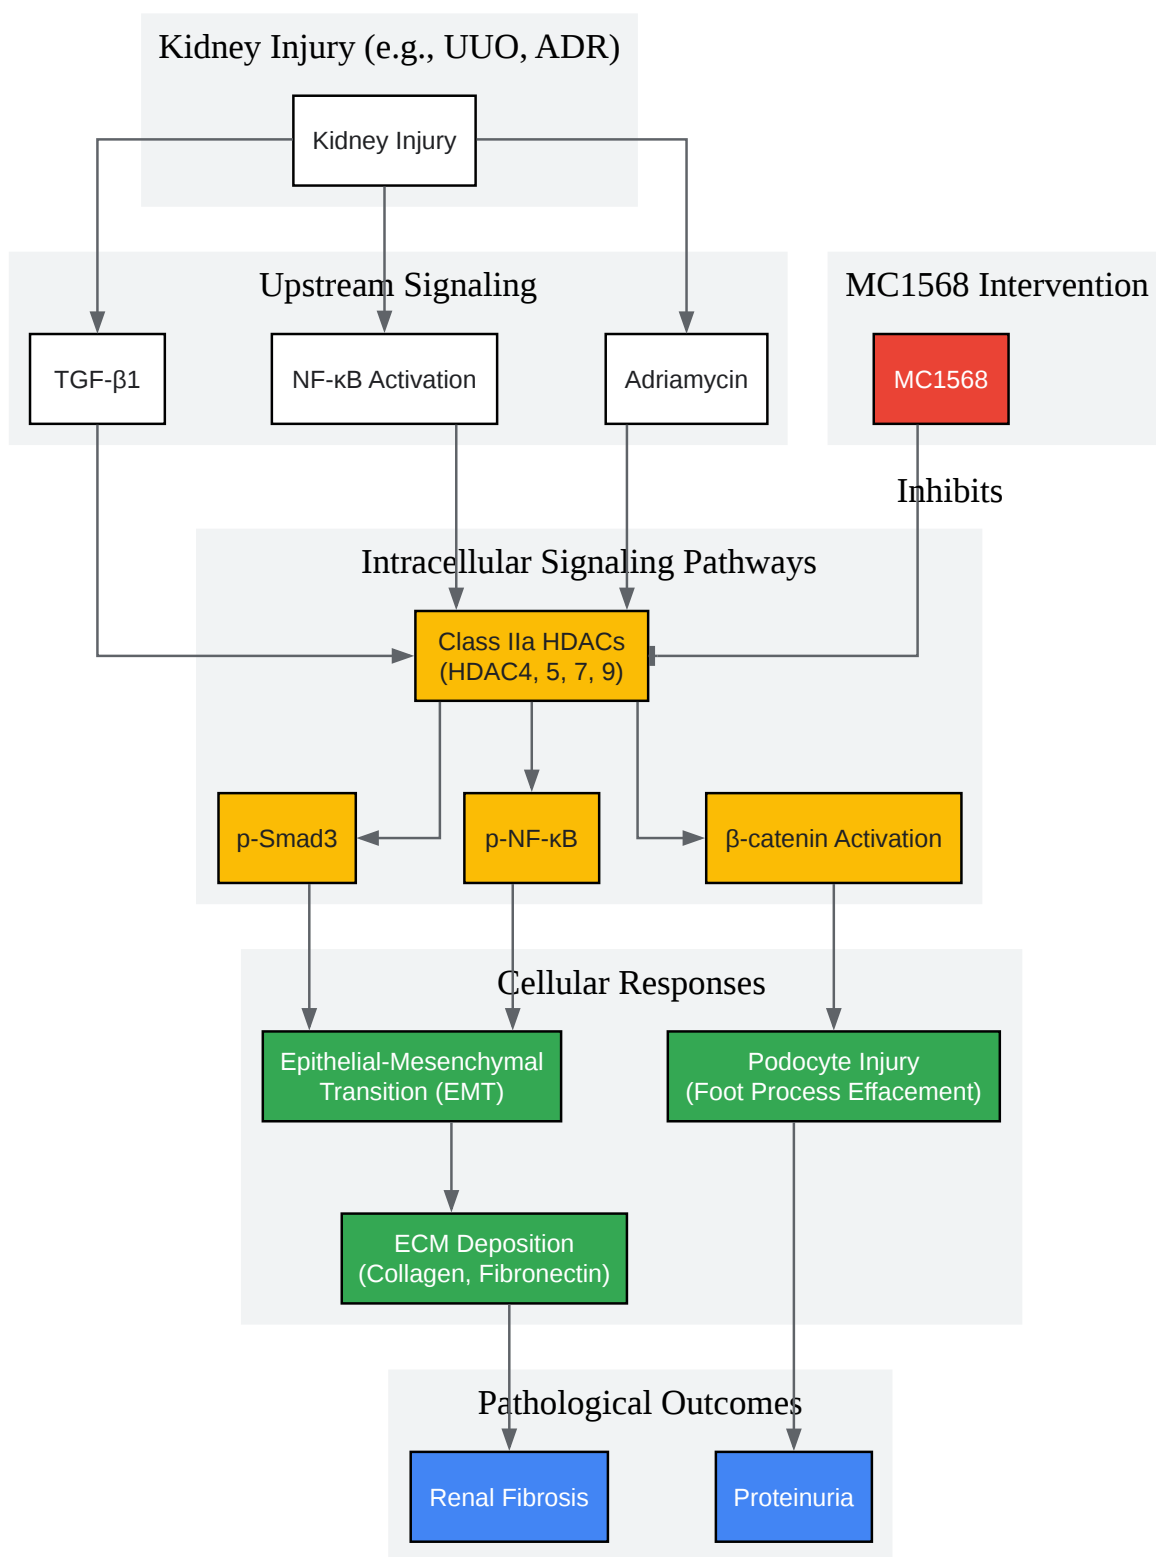 Kidney Injury (e.g., UUO, ADR)
Kidney Injury
Upstream Signaling
MC1568 Intervention
TGF-β1
NF-κB Activation
Adriamycin
MC1568
Inhibits
Intracellular Signaling Pathways
Class IIa HDACs
(HDAC4, 5, 7, 9)
p-Smad3
p-NF-κB
β-catenin Activation
Cellular Responses
Epithelial-Mesenchymal
Transition (EMT)
Podocyte Injury
(Foot Process Effacement)
ECM Deposition
(Collagen, Fibronectin)
Pathological Outcomes
Renal Fibrosis
Proteinuria